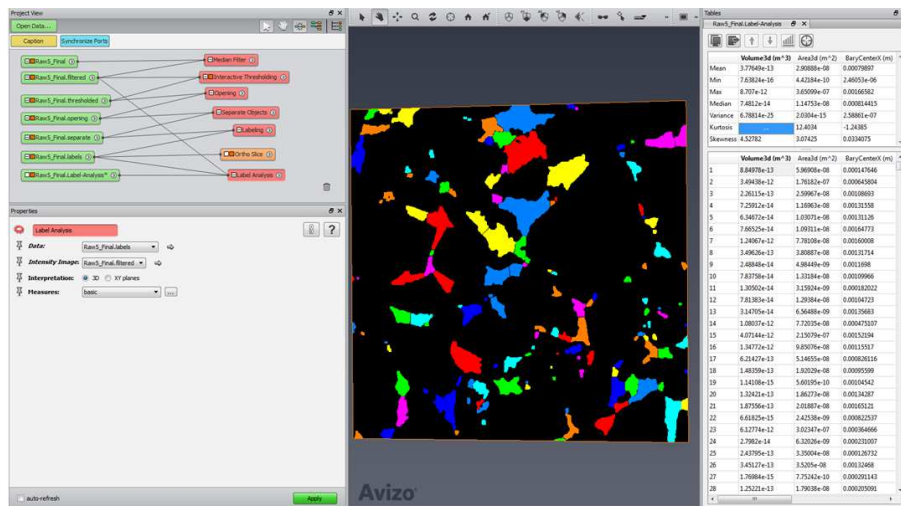 Project View
Open Data...
Caption Synchronize Ports
Raw5_Final
Median Filter
Raw5_Final.filtered
Interactive Thresholding
Opening
Raw5_Final.thresholded
Separate Objects
Raw5_Final.opening
Labeling
Raw5_Final.separate
Raw5_Final.labels
Ortho Slice
Raw5_Final.Label-Analysis*
Label Analysis
Properties
Label Analysis
?
Data: Raw5_Final.labels
Intensity Image: Raw5_Final.filtered
Interpretation: 3D XY planes
Measures: basic ...
auto-refresh
Apply
Avizo
Tables
Raw5_Final.Label-Analysis
Volume3d (m^3) Area3d (m^2) BaryCenterX (m)
Mean 3.77649e-13 2.90888e-08 0.00079897
Min 7.63824e-16 4.42184e-10 2.46053e-06
Max 8.707e-12 3.65099e-07 0.00166582
Median 7.4812e-14 1.14753e-08 0.000814415
Variance 6.78814e-25 2.0304e-15 2.58861e-07
Kurtosis ... 12.4034 -1.24385
Skewness 4.52782 3.07425 0.0334075
Volume3d (m^3) Area3d (m^2) BaryCenterX (m)
1 8.84978e-13 5.96908e-08 0.000147646
2 3.49438e-12 1.76182e-07 0.000645894
3 2.26115e-13 2.59967e-08 0.00108693
4 7.25912e-14 1.16963e-08 0.00131558
5 6.34672e-14 1.03071e-08 0.00131126
6 7.66525e-14 1.09311e-08 0.00164773
7 1.24067e-12 7.78108e-08 0.00160008
8 3.49626e-13 3.80887e-08 0.00131714
9 2.48848e-14 4.98449e-09 0.0011698
10 7.83758e-14 1.33184e-08 0.00109966
11 1.30502e-14 3.15924e-09 0.000182022
12 7.81383e-14 1.29384e-08 0.00104723
13 3.14705e-14 6.56488e-09 0.00135683
14 1.08037e-12 7.72035e-08 0.000475107
15 4.07144e-12 2.15079e-07 0.00152194
16 1.34772e-12 9.85076e-08 0.00115517
17 6.21427e-13 5.14655e-08 0.000826116
18 1.48359e-13 1.92029e-08 0.00095599
19 1.14108e-15 5.60195e-10 0.00104542
20 1.32421e-13 1.86273e-08 0.00134287
21 1.87556e-13 2.01887e-08 0.00165121
22 6.61825e-15 2.42538e-09 0.000822537
23 6.12774e-12 3.02347e-07 0.000364666
24 2.7982e-14 6.32026e-09 0.000231007
25 2.43795e-13 3.35004e-08 0.000126732
26 3.45127e-13 3.5205e-08 0.00132468
27 1.76984e-15 7.75242e-10 0.000291143
28 1.25221e-13 1.79038e-08 0.000205091